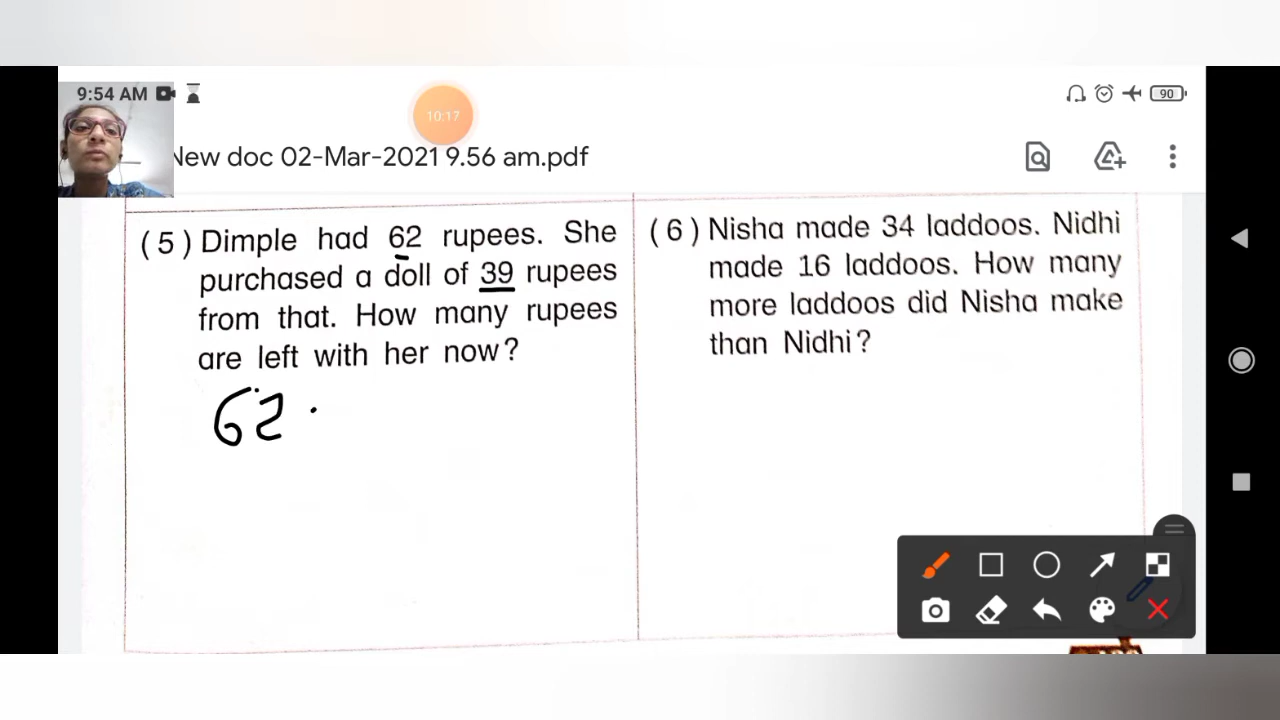 9:54 AM
10:17
90
New doc 02-Mar-2021 9.56 am.pdf
(5) Dimple had 62 rupees. She
purchased a doll of 39 rupees
from that. How many rupees
are left with her now?
62
(6) Nisha made 34 laddoos. Nidhi
made 16 laddoos. How many
more laddoos did Nisha make
than Nidhi?